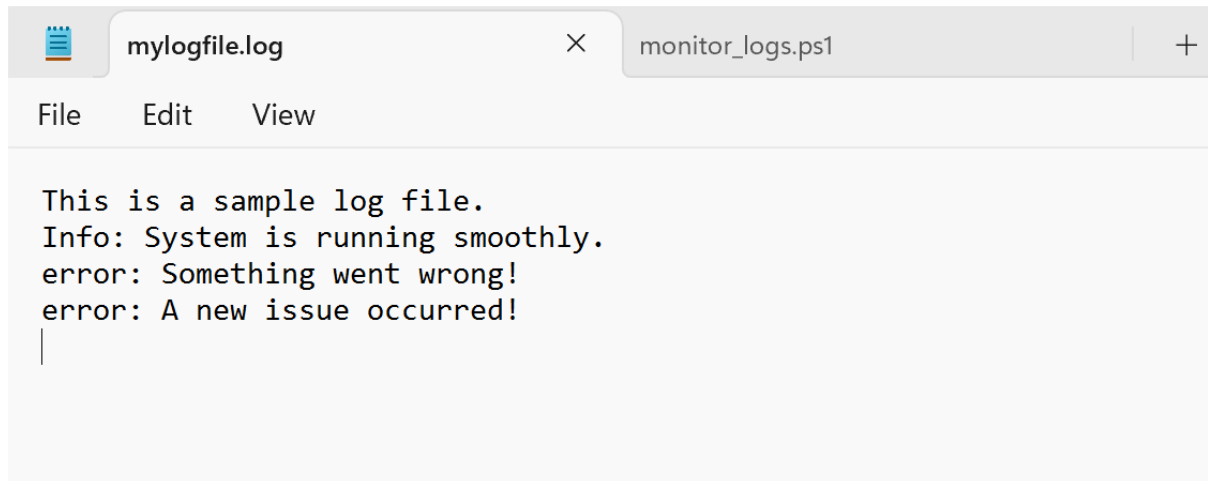 mylogfile.log × monitor_logs.ps1 +
File Edit View
This is a sample log file.
Info: System is running smoothly.
error: Something went wrong!
error: A new issue occurred!